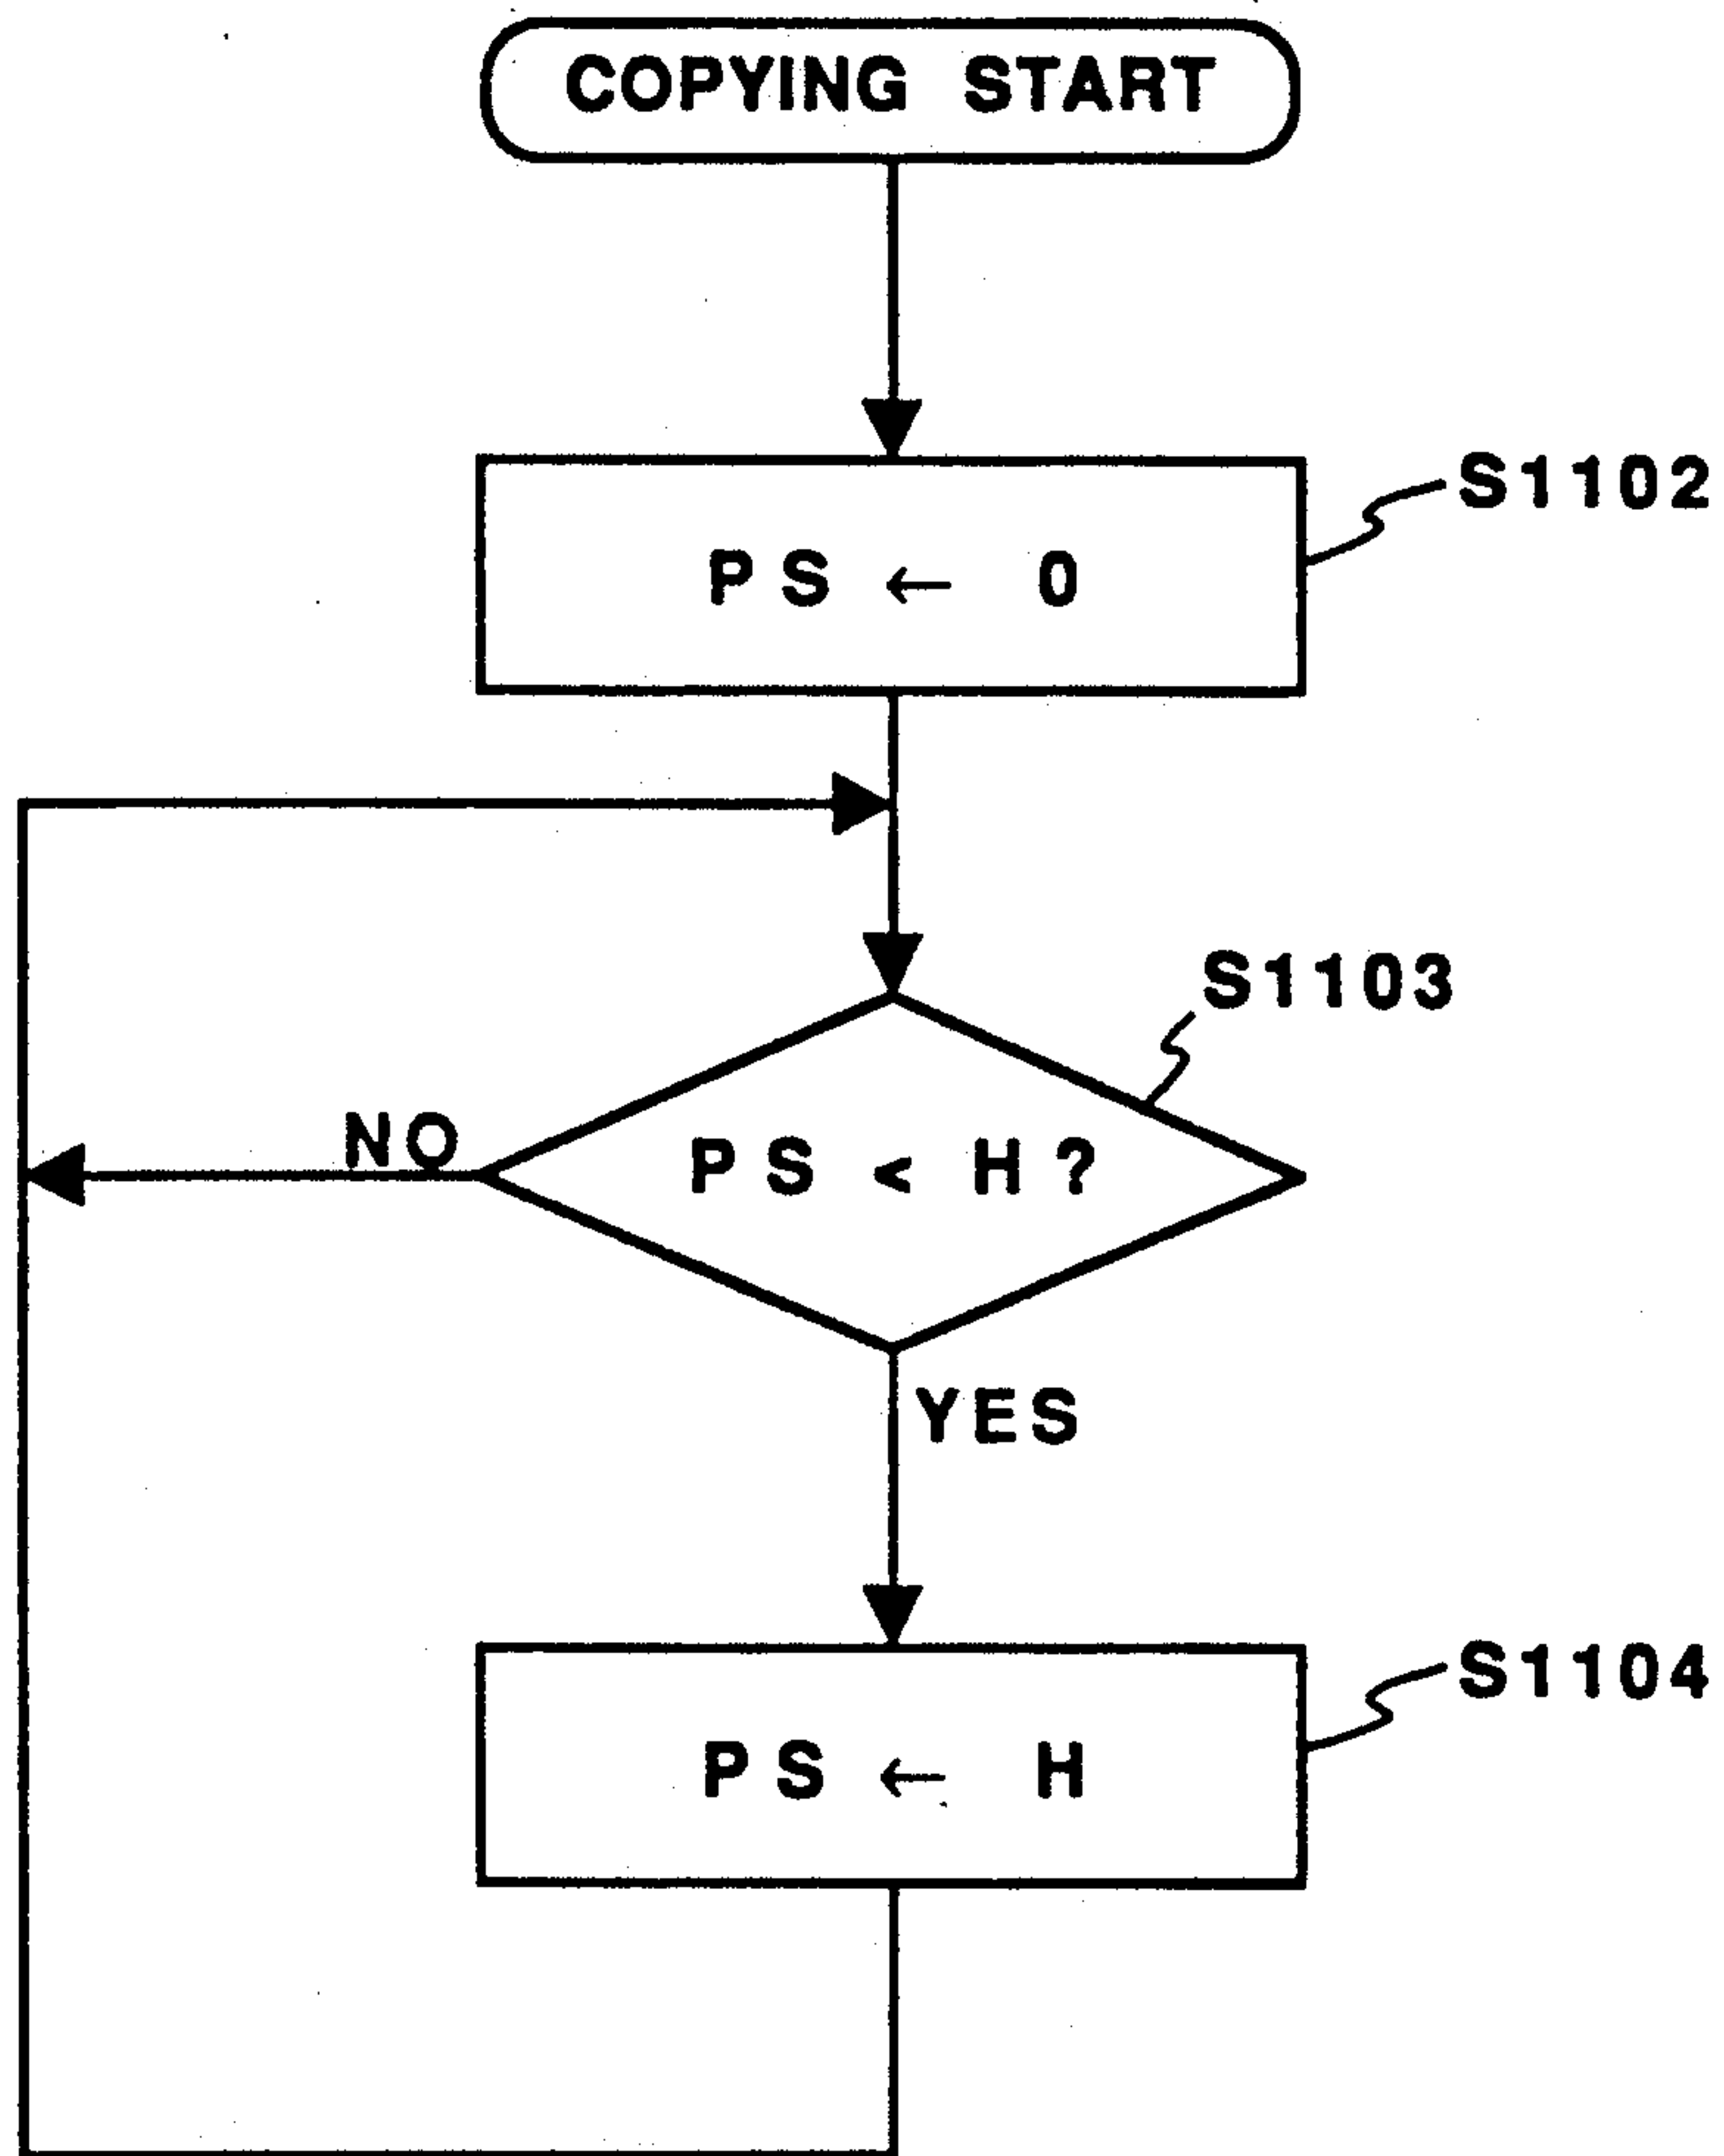 COPYING START
S1102
PS ← 0
S1103
NO
PS < H?
YES
S1104
PS ← H